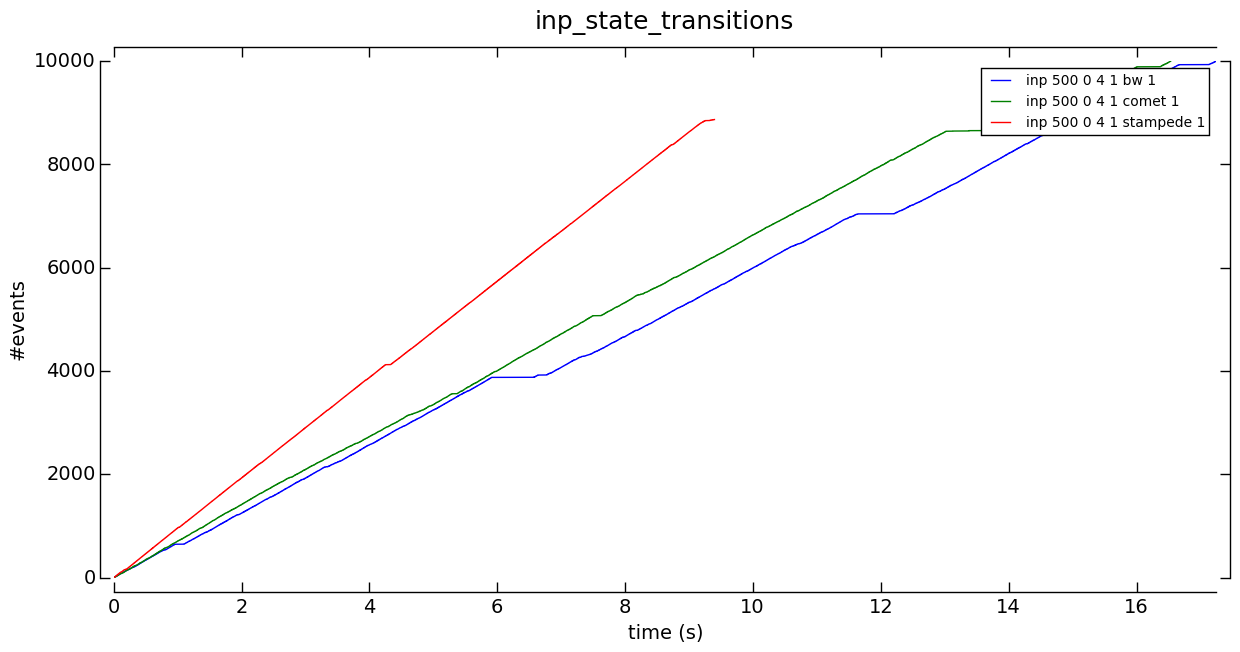 inp_state_transitions
10000
8000
6000
4000
2000
0
#events
inp 500 0 4 1 bw 1
inp 500 0 4 1 comet 1
inp 500 0 4 1 stampede 1
0 2 4 6 8 10 12 14 16
time (s)